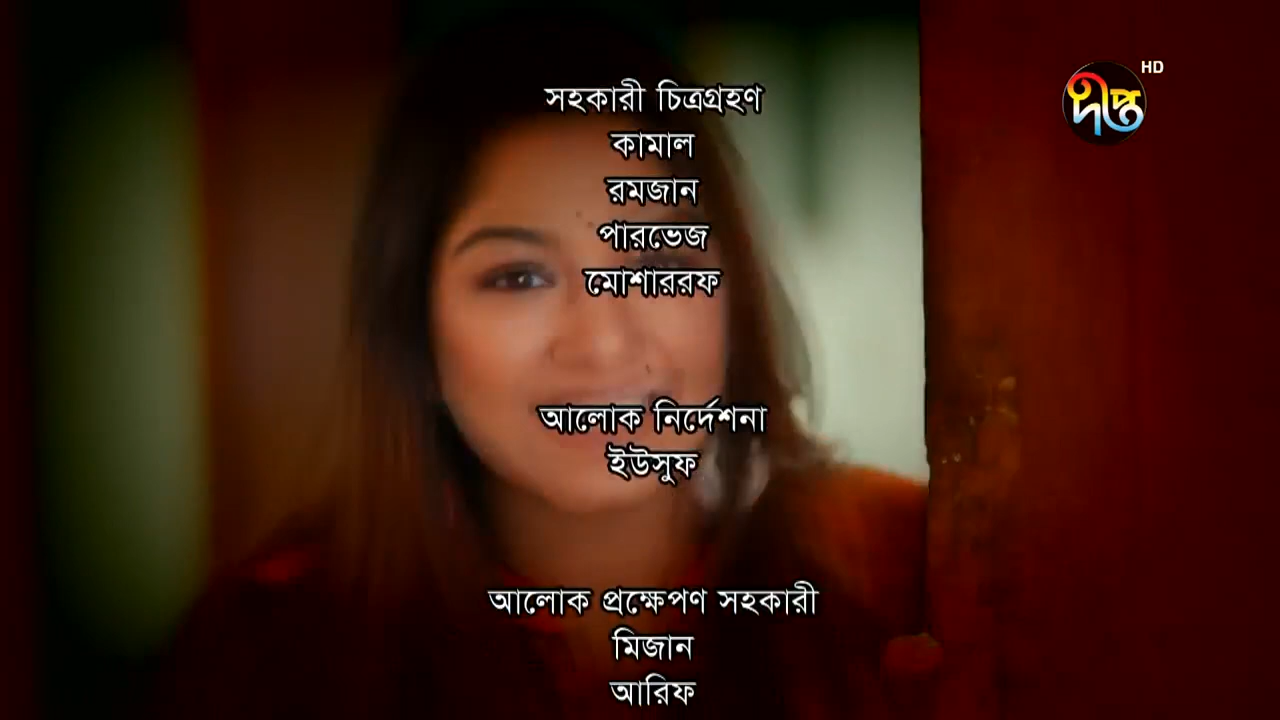 HD
দীপ্ত
সহকারী চিত্রগ্রহণ
কামাল
রমজান
পারভেজ
মোশাররফ
আলোক নির্দেশনা
ইউসুফ
আলোক প্রক্ষেপণ সহকারী
মিজান
আরিফ